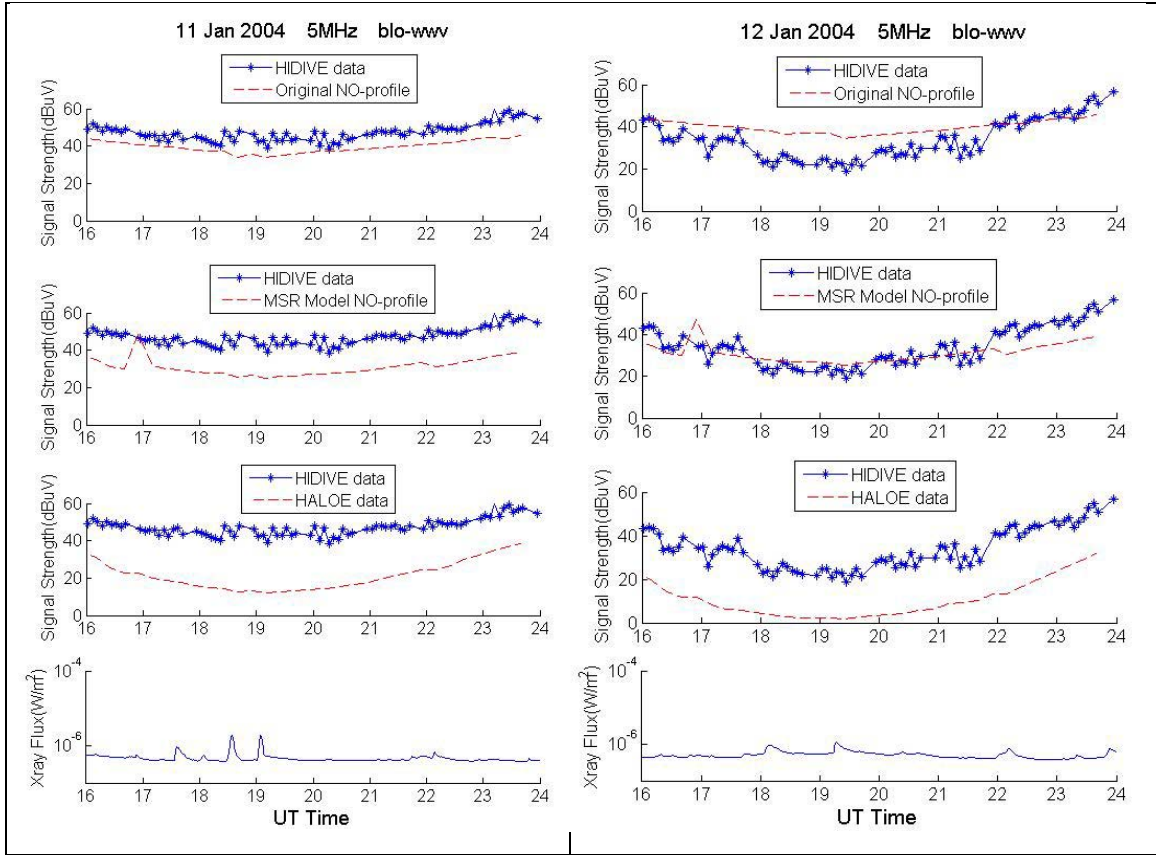 11 Jan 2004 5MHz blo-wwv
HIDIVE data
Original NO-profile
Signal Strength(dBuV)
60
40
20
0
16 17 18 19 20 21 22 23 24
HIDIVE data
MSR Model NO-profile
Signal Strength(dBuV)
60
40
20
0
16 17 18 19 20 21 22 23 24
HIDIVE data
HALOE data
Signal Strength(dBuV)
60
40
20
0
16 17 18 19 20 21 22 23 24
Xray Flux(W/m²)
10⁻⁴
10⁻⁶
16 17 18 19 20 21 22 23 24
UT Time
12 Jan 2004 5MHz blo-wwv
HIDIVE data
Original NO-profile
Signal Strength(dBuV)
60
40
20
0
16 17 18 19 20 21 22 23 24
HIDIVE data
MSR Model NO-profile
Signal Strength(dBuV)
60
40
20
0
16 17 18 19 20 21 22 23 24
HIDIVE data
HALOE data
Signal Strength(dBuV)
60
40
20
0
16 17 18 19 20 21 22 23 24
Xray Flux(W/m²)
10⁻⁴
10⁻⁶
16 17 18 19 20 21 22 23 24
UT Time